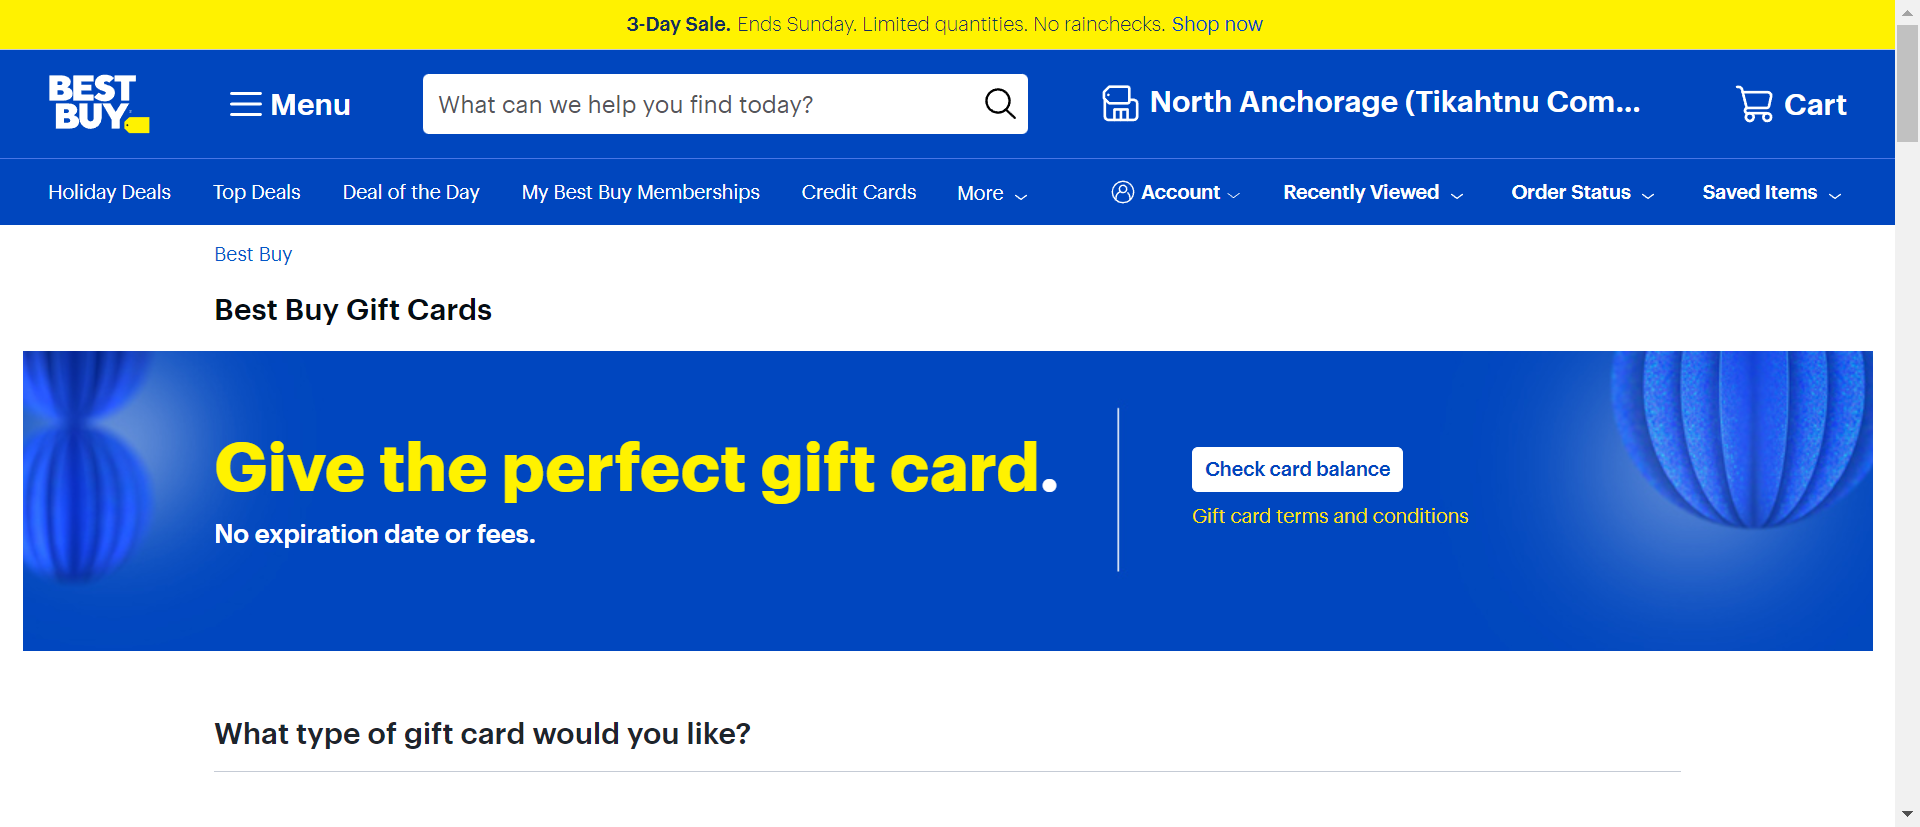 3-Day Sale. Ends Sunday. Limited quantities. No rainchecks. Shop now
BEST
BUY
Menu
What can we help you find today?
North Anchorage (Tikahtnu Com...
Cart
Holiday Deals
Top Deals
Deal of the Day
My Best Buy Memberships
Credit Cards
More
Account
Recently Viewed
Order Status
Saved Items
Best Buy
Best Buy Gift Cards
Give the perfect gift card.
No expiration date or fees.
Check card balance
Gift card terms and conditions
What type of gift card would you like?